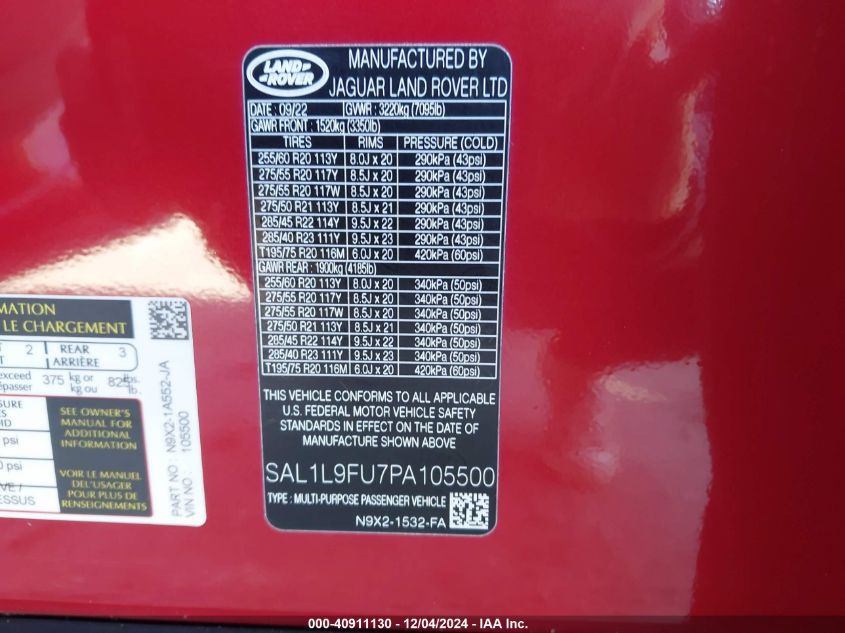 LAND ROVER
MANUFACTURED BY
JAGUAR LAND ROVER LTD
DATE : 09/22 GVWR : 3220kg (7095lb)
GAWR FRONT : 1520kg (3350lb)
TIRES RIMS PRESSURE (COLD)
255/60 R20 113Y 8.0J x 20 290kPa (43psi)
275/55 R20 117Y 8.5J x 20 290kPa (43psi)
275/55 R20 117W 8.5J x 20 290kPa (43psi)
275/50 R21 113Y 8.5J x 21 290kPa (43psi)
285/45 R22 114Y 9.5J x 22 290kPa (43psi)
285/40 R23 111Y 9.5J x 23 290kPa (43psi)
T195/75 R20 116M 6.0J x 20 420kPa (60psi)
GAWR REAR : 1900kg (4185lb)
255/60 R20 113Y 8.0J x 20 340kPa (50psi)
275/55 R20 117Y 8.5J x 20 340kPa (50psi)
275/55 R20 117W 8.5J x 20 340kPa (50psi)
275/50 R21 113Y 8.5J x 21 340kPa (50psi)
285/45 R22 114Y 9.5J x 22 340kPa (50psi)
285/40 R23 111Y 9.5J x 23 340kPa (50psi)
T195/75 R20 116M 6.0J x 20 420kPa (60psi)
THIS VEHICLE CONFORMS TO ALL APPLICABLE
U.S. FEDERAL MOTOR VEHICLE SAFETY
STANDARDS IN EFFECT ON THE DATE OF
MANUFACTURE SHOWN ABOVE
SAL1L9FU7PA105500
TYPE : MULTI-PURPOSE PASSENGER VEHICLE
N9X2-1532-FA
RMATION
LE CHARGEMENT
T 2 REAR 3
ARRIÈRE
exceed 375 kg or lbs.
épasser kg ou lb.
SURE
ES
ID
psi
0 psi
VE /
ESSUS
SEE OWNER'S
MANUAL FOR
ADDITIONAL
INFORMATION
VOIR LE MANUEL
DE L'USAGER
POUR PLUS DE
RENSEIGNEMENTS
PART NO : N9X2-1A552-JA
VIN NO : 105500
000-40911130 - 12/04/2024 - IAA Inc.